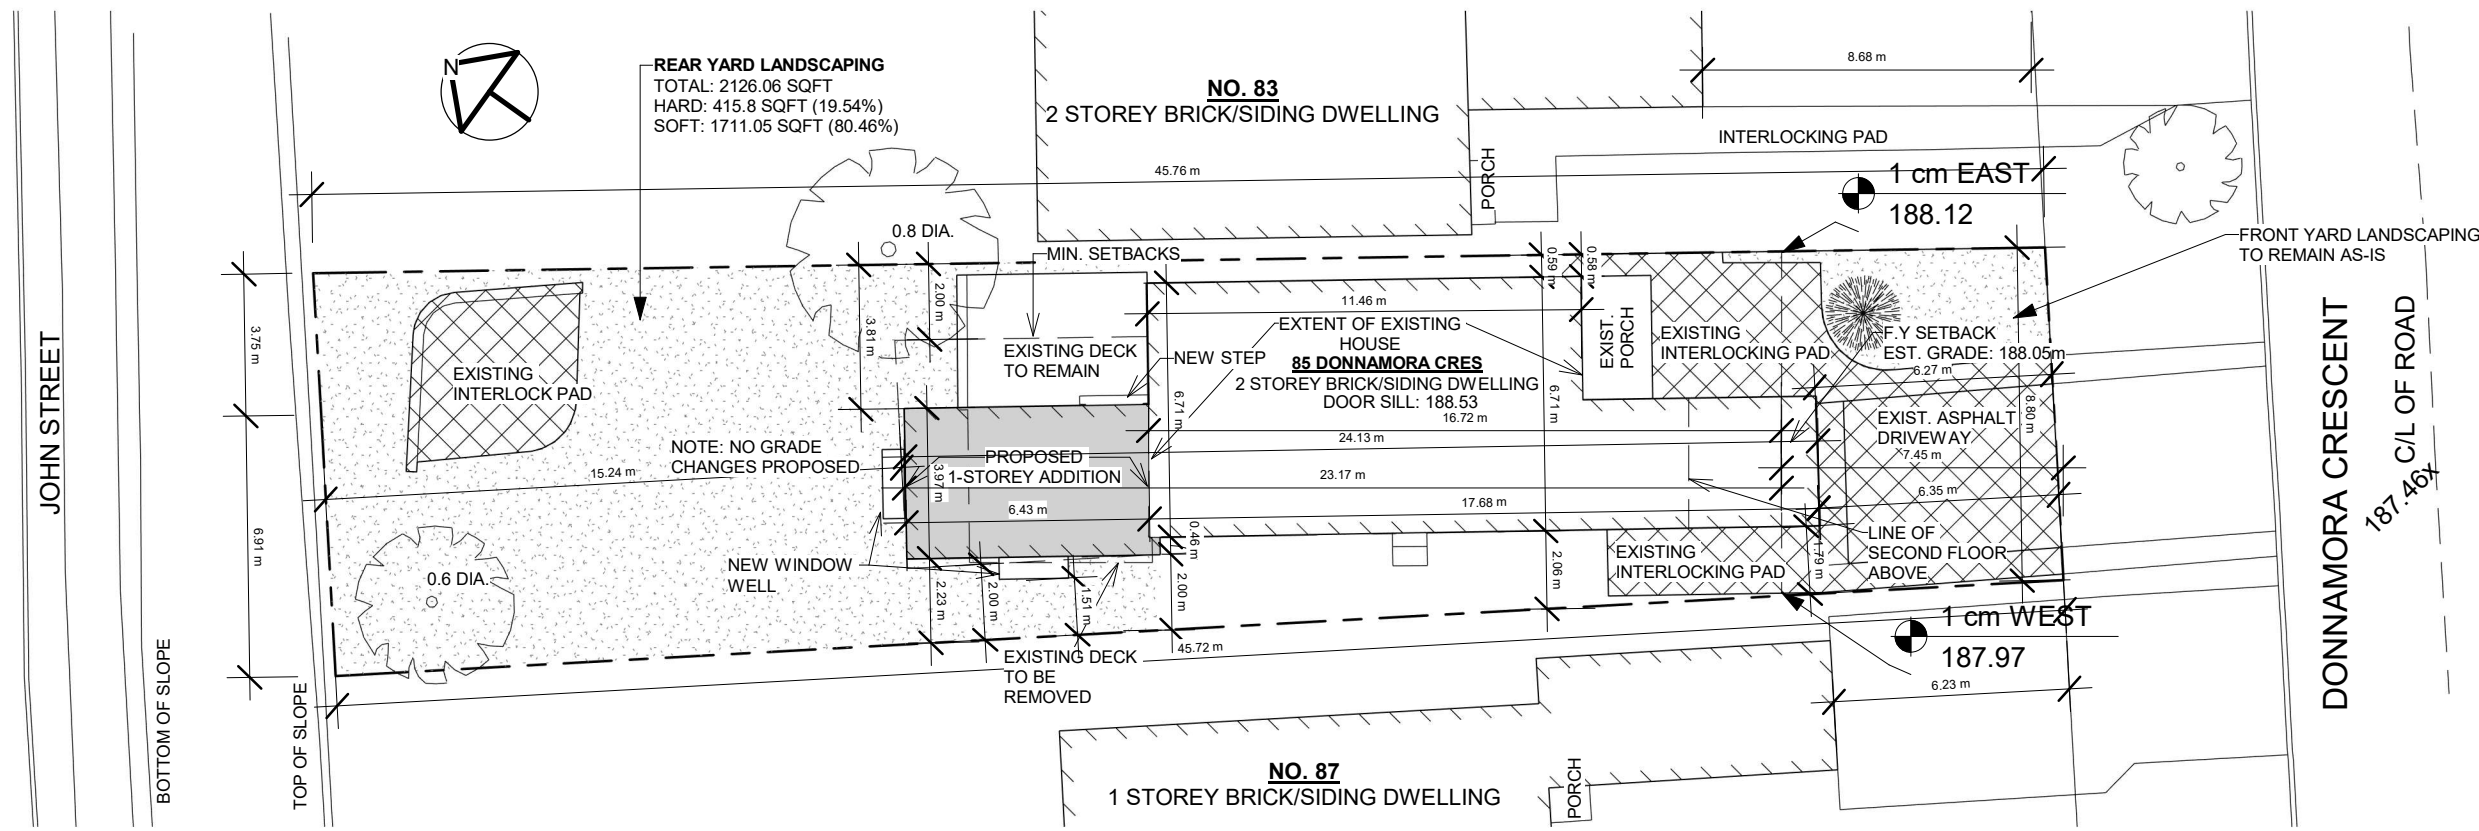 N
REAR YARD LANDSCAPING
TOTAL: 2126.06 SQFT
HARD: 415.8 SQFT (19.54%)
SOFT: 1711.05 SQFT (80.46%)
NO. 83
2 STOREY BRICK/SIDING DWELLING
8.68 m
INTERLOCKING PAD
PORCH
45.76 m
1 cm EAST
188.12
0.8 DIA.
MIN. SETBACKS
FRONT YARD LANDSCAPING
TO REMAIN AS-IS
0.59 m
0.58 m
2.00 m
3.81 m
11.46 m
3.75 m
JOHN STREET
EXISTING
INTERLOCK PAD
EXISTING DECK
TO REMAIN
NEW STEP
EXTENT OF EXISTING
HOUSE
85 DONNAMORA CRES
2 STOREY BRICK/SIDING DWELLING
DOOR SILL: 188.53
EXIST.
PORCH
EXISTING
INTERLOCKING PAD
F.Y SETBACK
EST. GRADE: 188.05m
6.27 m
8.80 m
6.71 m
6.71 m
16.72 m
24.13 m
EXIST. ASPHALT
DRIVEWAY
7.45 m
DONNAMORA CRESCENT
C/L OF ROAD
187.46x
NOTE: NO GRADE
CHANGES PROPOSED
15.24 m
PROPOSED
1-STOREY ADDITION
3.97 m
23.17 m
6.35 m
6.43 m
17.68 m
6.91 m
0.46 m
2.06 m
1.79 m
LINE OF
SECOND FLOOR
ABOVE
EXISTING
INTERLOCKING PAD
NEW WINDOW
WELL
0.6 DIA.
2.23 m
2.00 m
1.51 m
2.00 m
45.72 m
1 cm WEST
187.97
EXISTING DECK
TO BE
REMOVED
6.23 m
BOTTOM OF SLOPE
TOP OF SLOPE
NO. 87
1 STOREY BRICK/SIDING DWELLING
PORCH